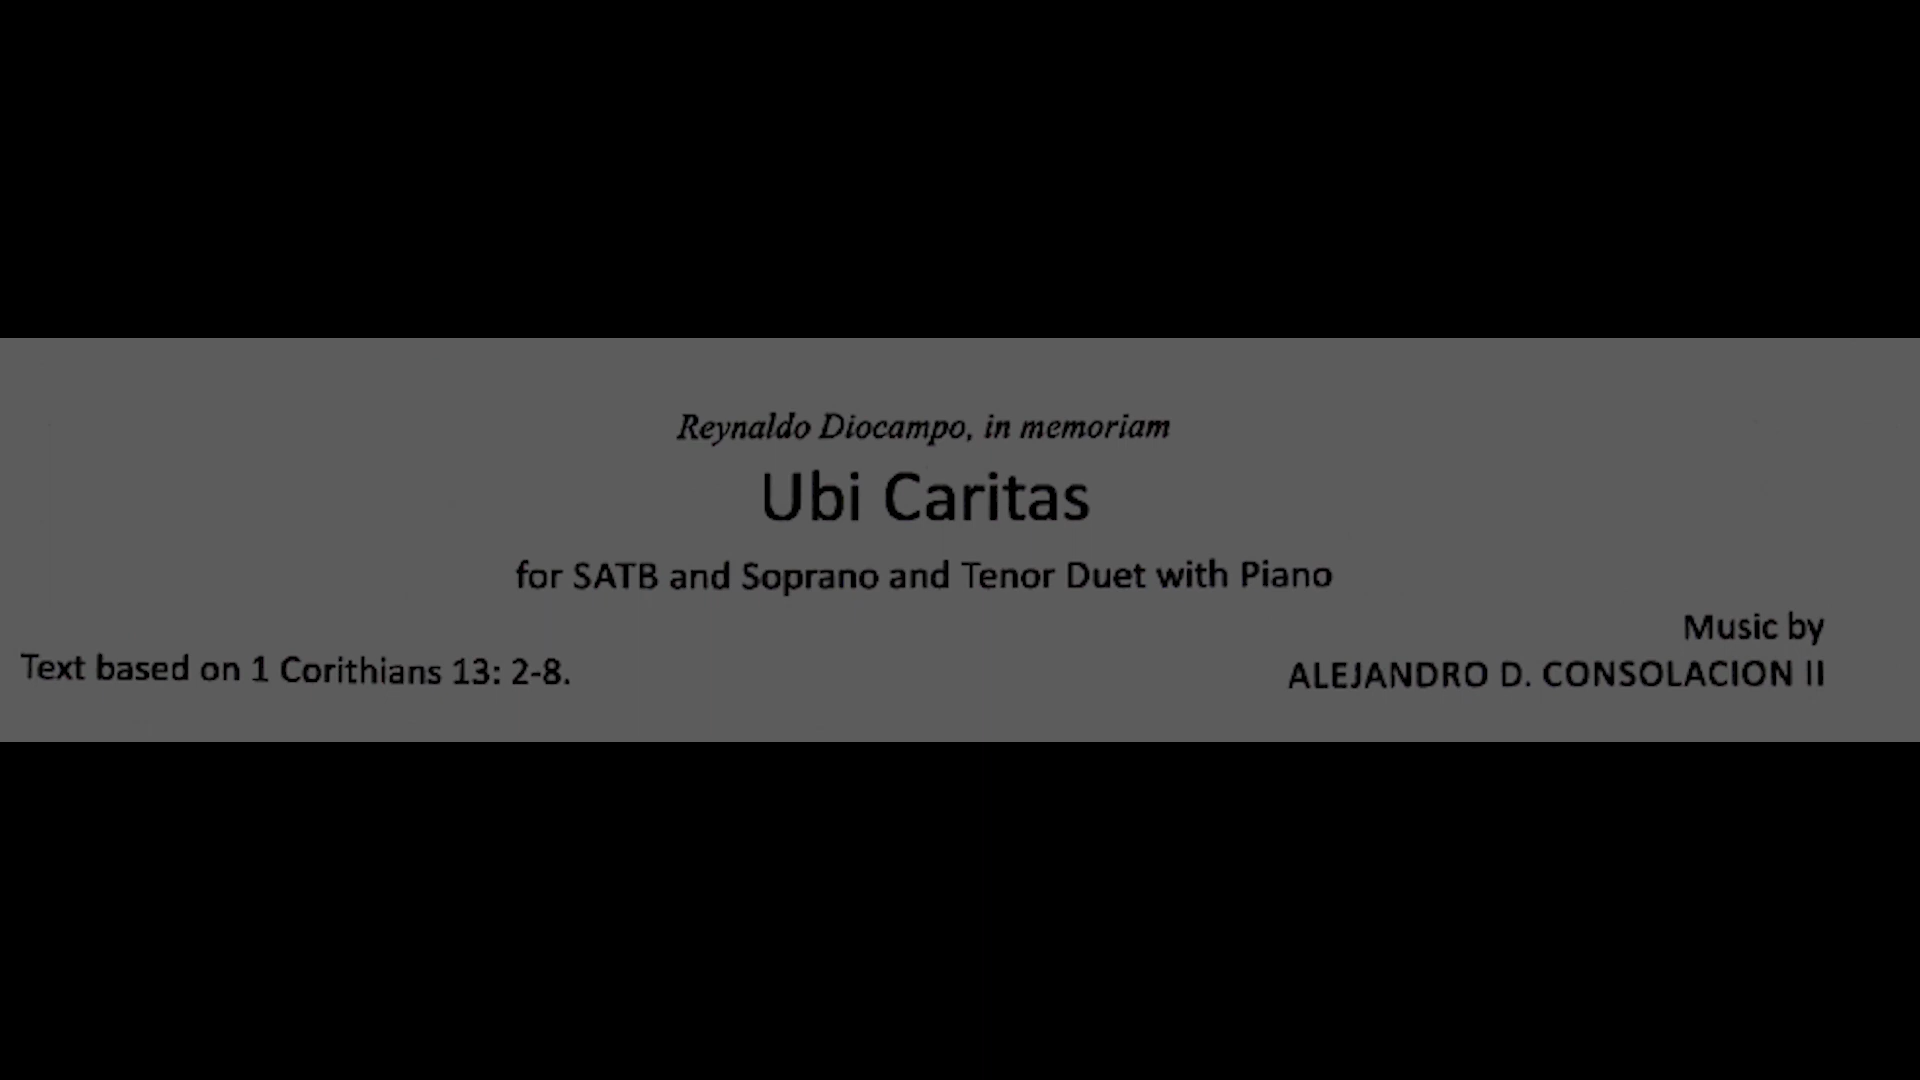 Reynaldo Diocampo, in memoriam
Ubi Caritas
for SATB and Soprano and Tenor Duet with Piano
Music by
Text based on 1 Corithians 13: 2-8.
ALEJANDRO D. CONSOLACION II